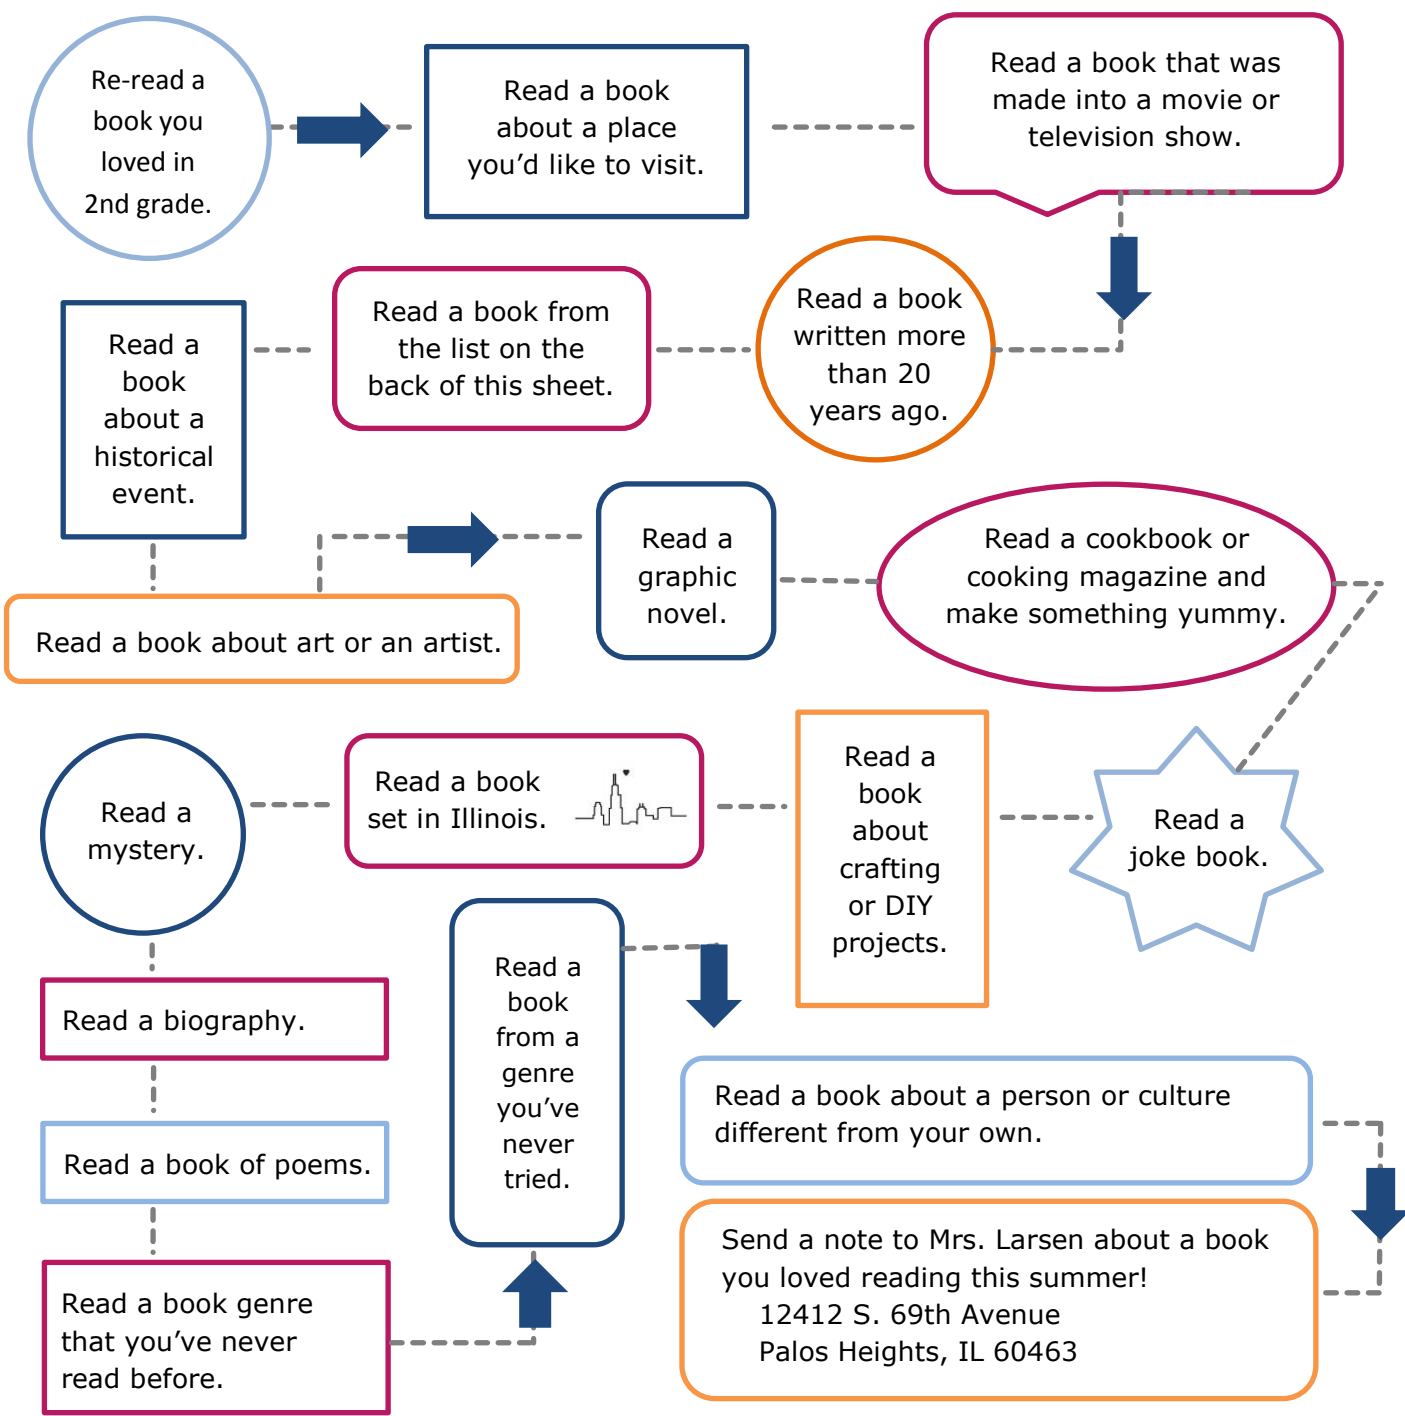 Re-read a
book you
loved in
2nd grade.
Read a book
about a place
you’d like to visit.
Read a book that was
made into a movie or
television show.
Read a book
written more
than 20
years ago.
Read a book from
the list on the
back of this sheet.
Read a
book
about a
historical
event.
Read a book about art or an artist.
Read a
graphic
novel.
Read a cookbook or
cooking magazine and
make something yummy.
Read a
joke book.
Read a
book
about
crafting
or DIY
projects.
Read a book
set in Illinois.
Read a
mystery.
Read a biography.
Read a book of poems.
Read a book genre
that you’ve never
read before.
Read a
book
from a
genre
you’ve
never
tried.
Read a book about a person or culture
different from your own.
Send a note to Mrs. Larsen about a book
you loved reading this summer!
12412 S. 69th Avenue
Palos Heights, IL 60463